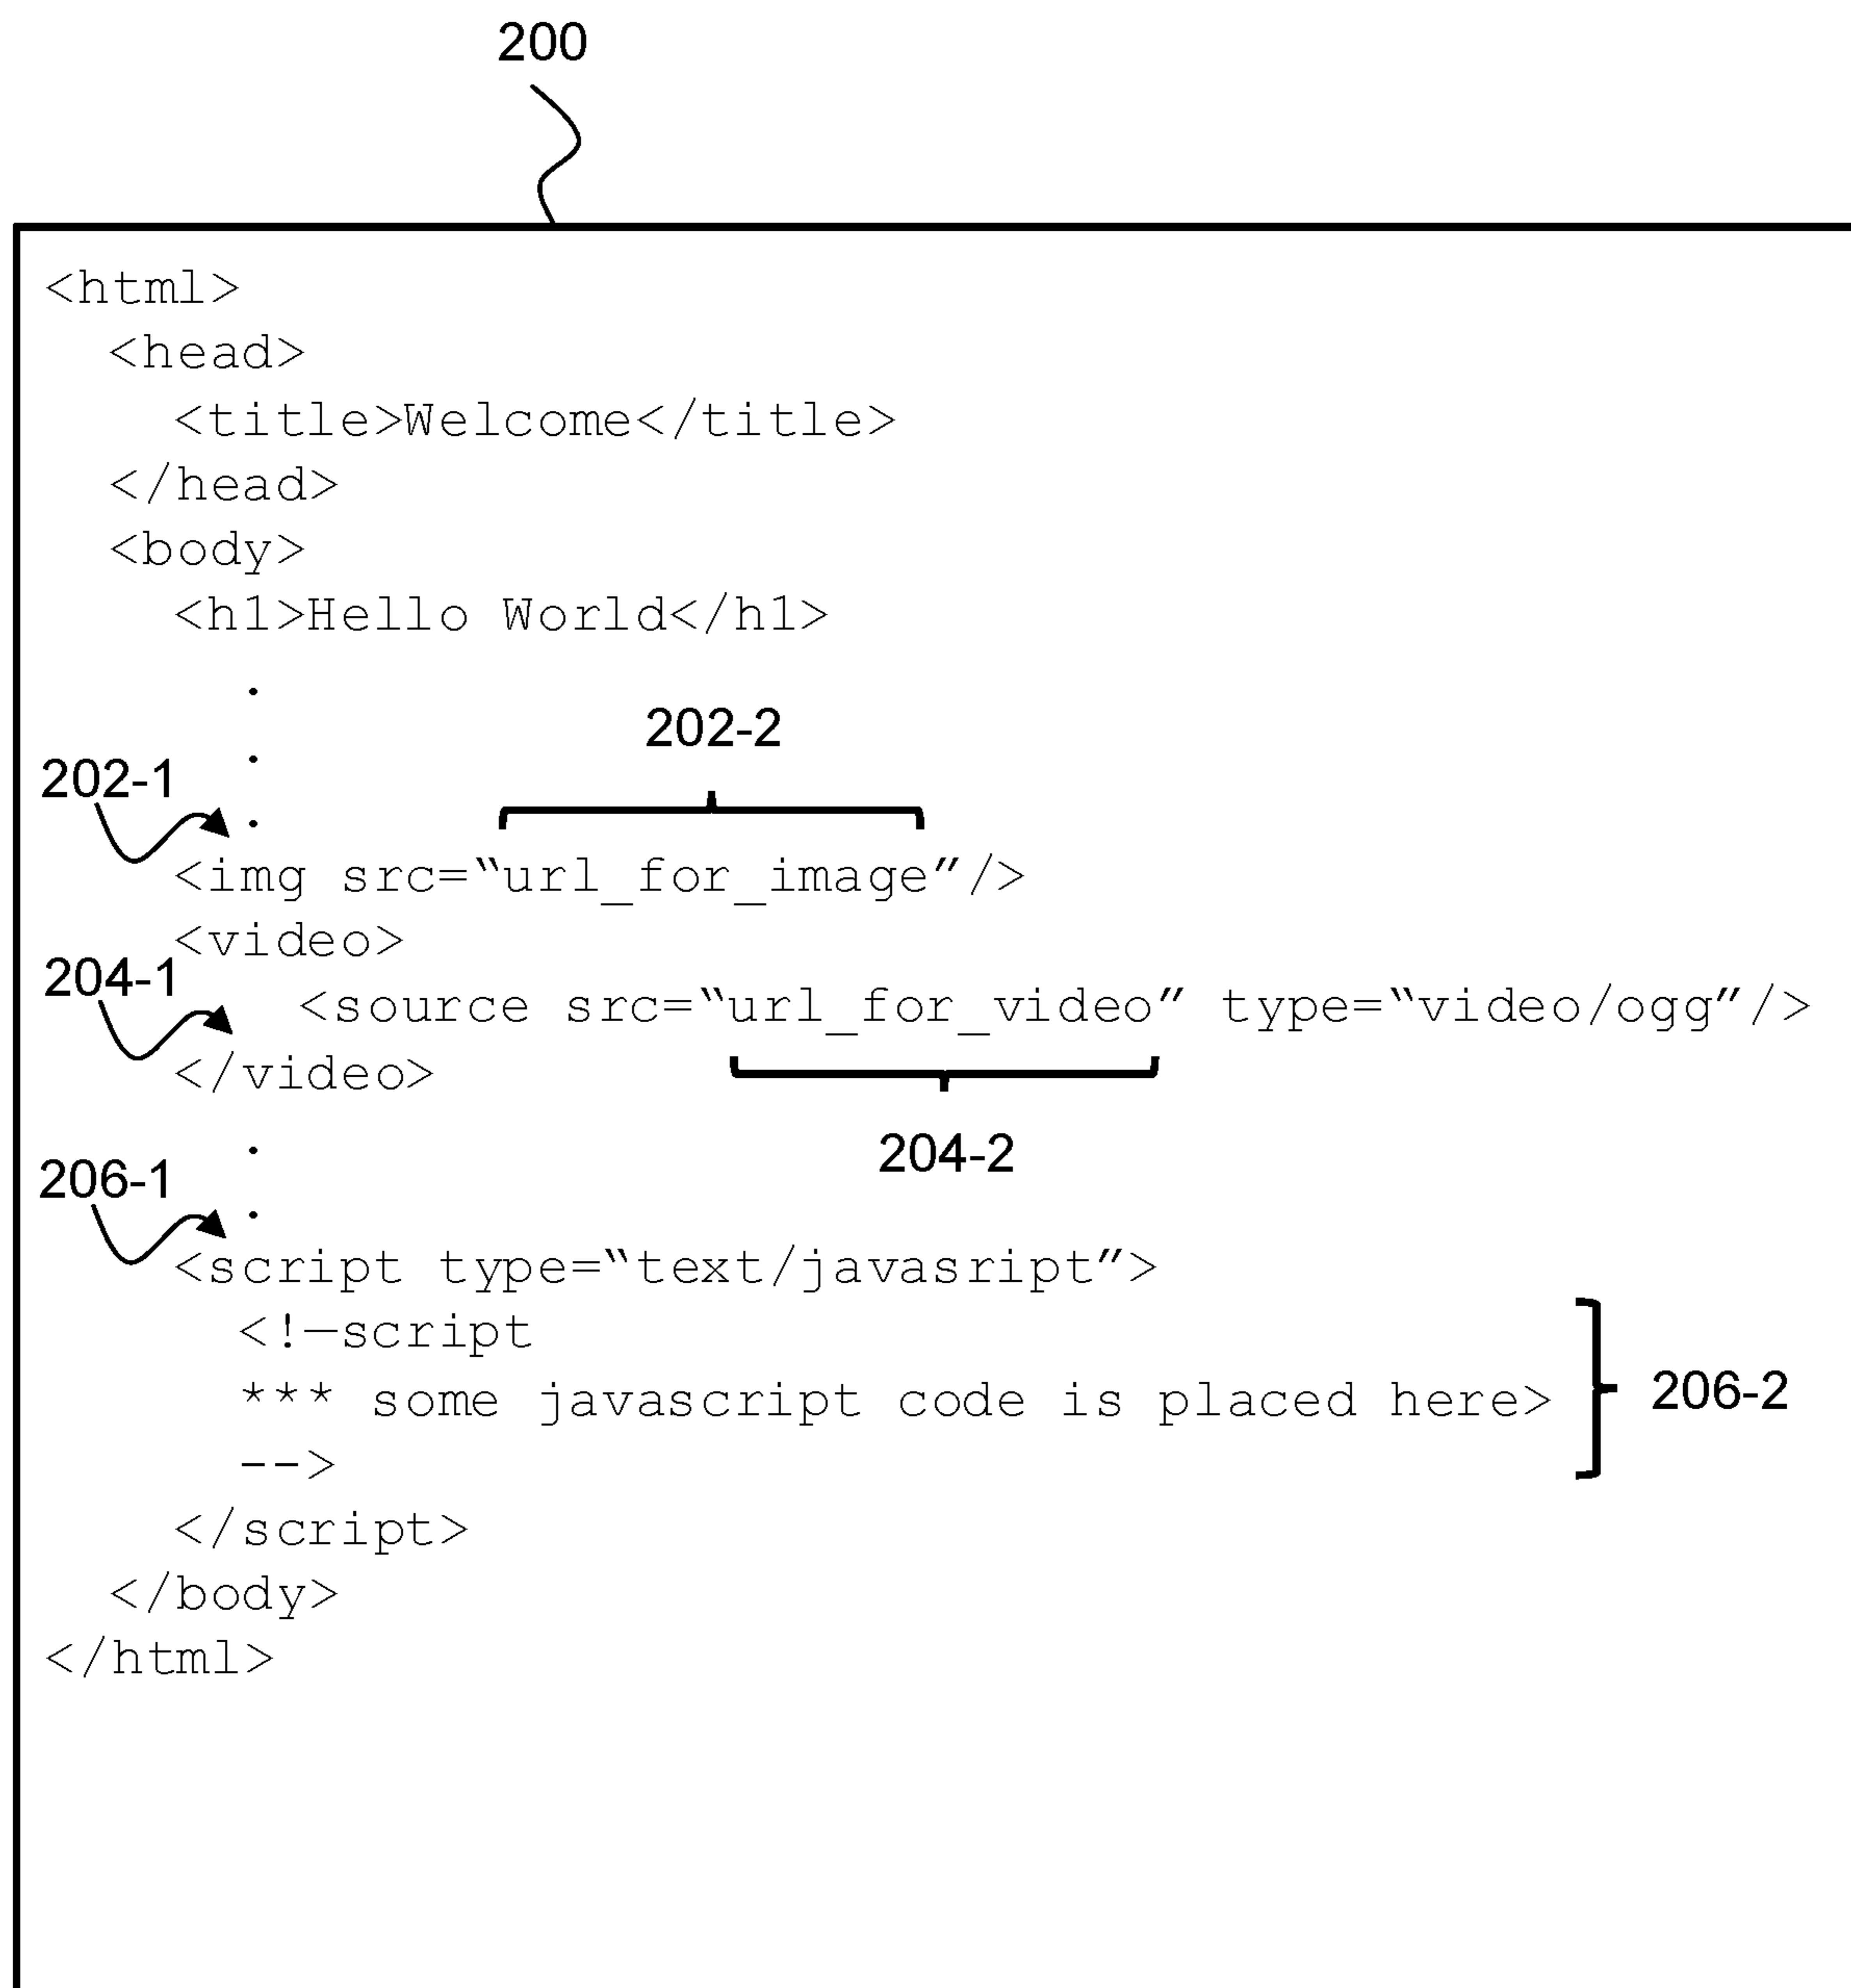 200
<html>
<head>
<title>Welcome</title>
</head>
<body>
<h1>Hello World</h1>
.
202-2
202-1 .
.
<img src=“url_for_image”/>
<video>
204-1
<source src=“url_for_video” type=“video/ogg”/>
</video>
204-2
.
206-1
.
<script type=“text/javasript”>
<!—script
*** some javascript code is placed here>
206-2
-->
</script>
</body>
</html>